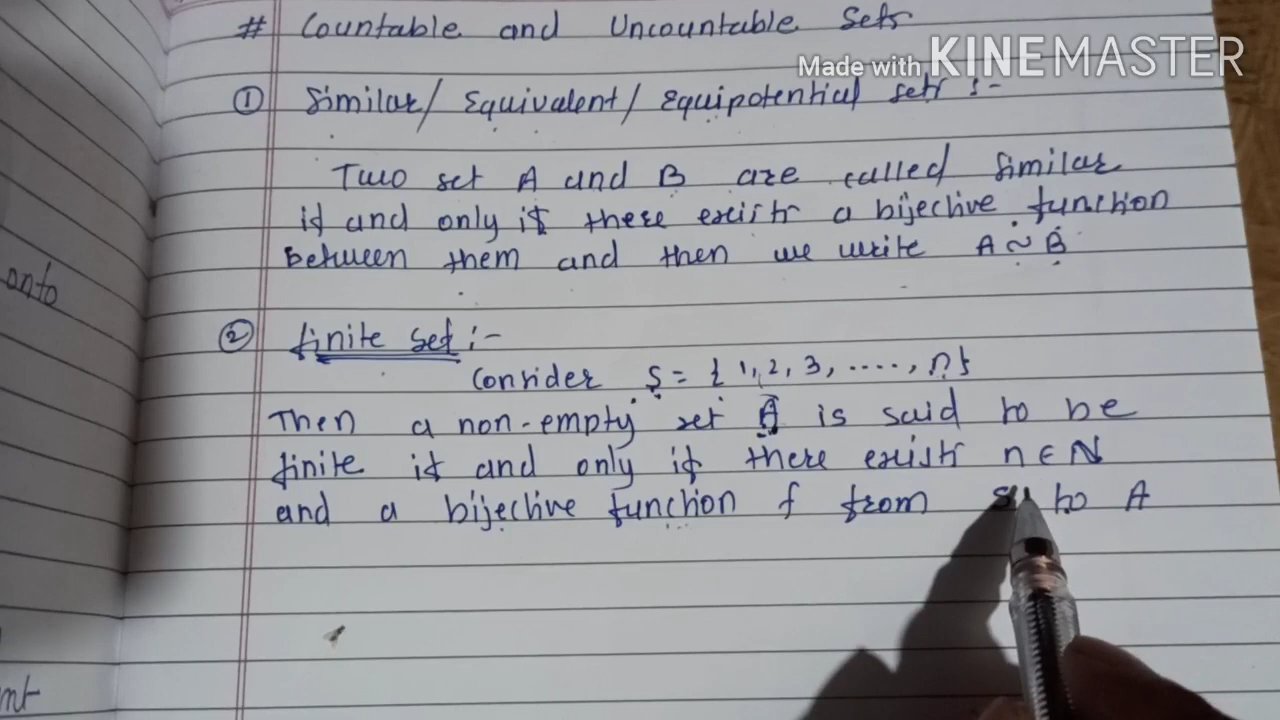 # Countable and Uncountable Sets
Made with KINEMASTER
① Similar/ Equivalent/ Equipotential sets :-
Two set A and B are called similar
if and only if there exists a bijective function
between them and then we write A ~ B
onto
② finite set :-
Consider S = { 1, 2, 3, ....., n }
Then a non-empty set A is said to be
finite if and only if there exists n ∈ N
and a bijective function f from S to A